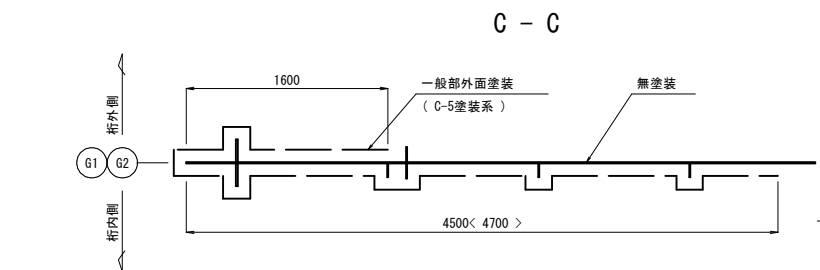 C - C
1600
一般部外面塗装
( C-5塗装系 )
無塗装
桁外側
G1 G2
桁内側
4500< 4700 >